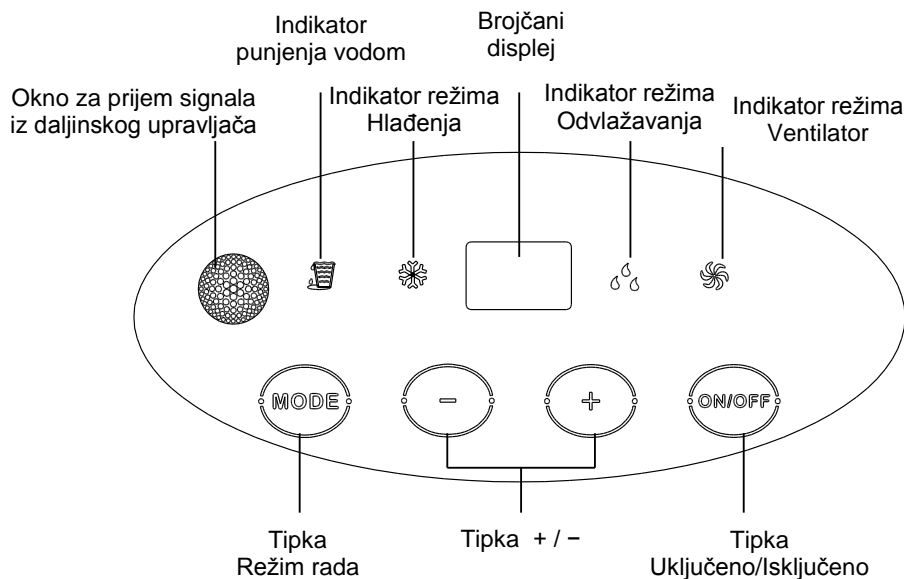 Indikator
punjenja vodom
Brojčani
displej
Okno za prijem signala
iz daljinskog upravljača
Indikator režima
Hlađenja
Indikator režima
Odvlažavanja
Indikator režima
Ventilator
MODE
−
+
ON/OFF
Tipka
Režim rada
Tipka + / −
Tipka
Uključeno/Isključeno